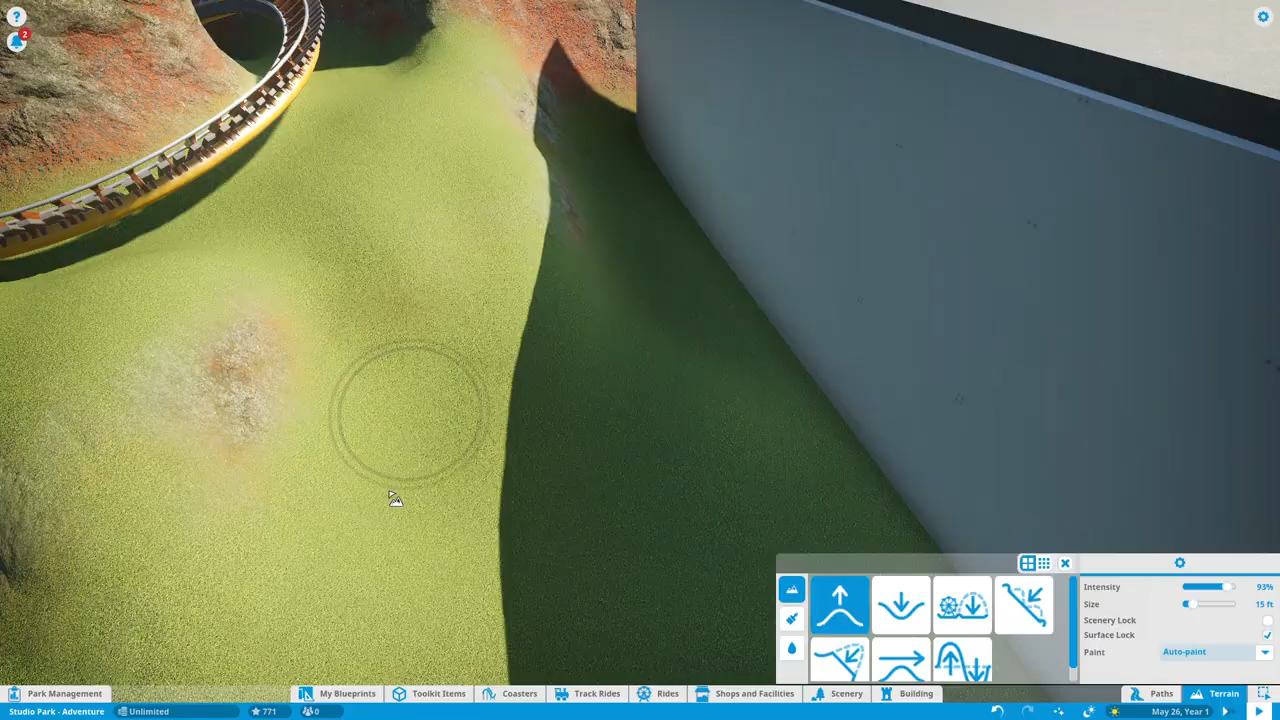 ?
2
Intensity 93%
Size 15 ft
Scenery Lock
Surface Lock
Paint Auto-paint
Park Management My Blueprints Toolkit Items Coasters Track Rides Rides Shops and Facilities Scenery Building Paths Terrain
Studio Park - Adventure Unlimited 771 0 May 26, Year 1